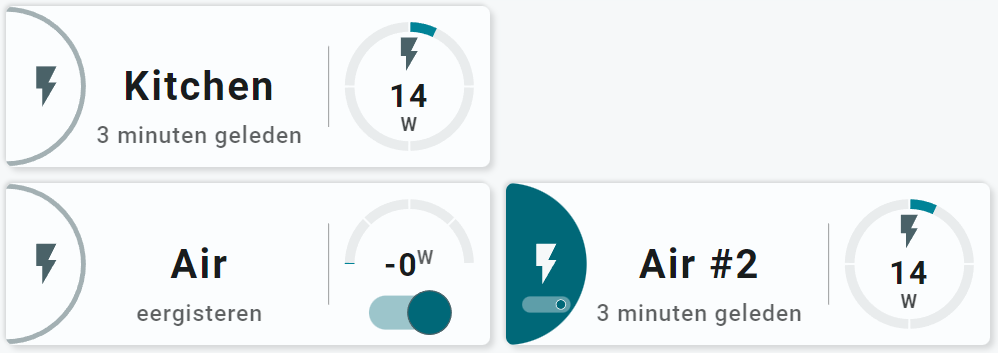 Kitchen
3 minuten geleden
14
W
Air
eergisteren
-0W
Air #2
3 minuten geleden
14
W